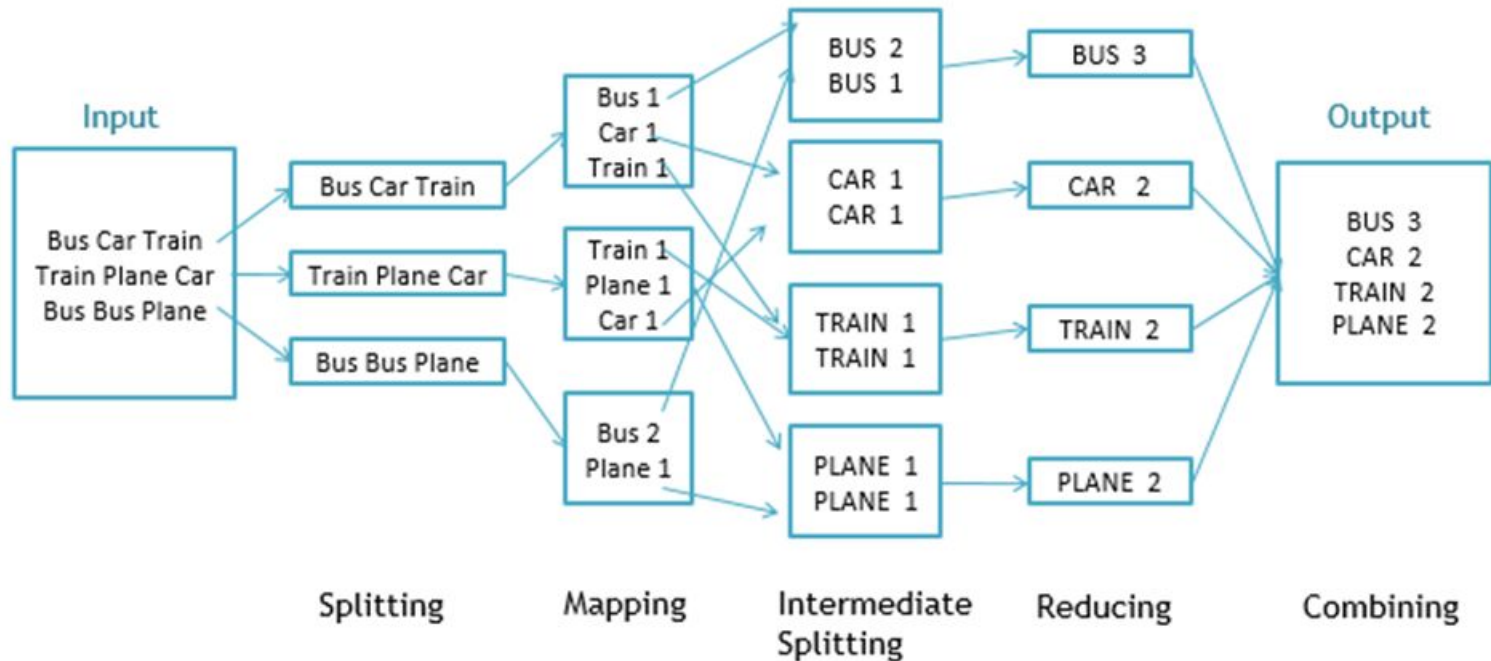 Input
Bus Car Train
Train Plane Car
Bus Bus Plane
Bus Car Train
Train Plane Car
Bus Bus Plane
Bus 1
Car 1
Train 1
Train 1
Plane 1
Car 1
Bus 2
Plane 1
BUS 2
BUS 1
CAR 1
CAR 1
TRAIN 1
TRAIN 1
PLANE 1
PLANE 1
BUS 3
CAR 2
TRAIN 2
PLANE 2
Output
BUS 3
CAR 2
TRAIN 2
PLANE 2
Splitting
Mapping
Intermediate
Splitting
Reducing
Combining